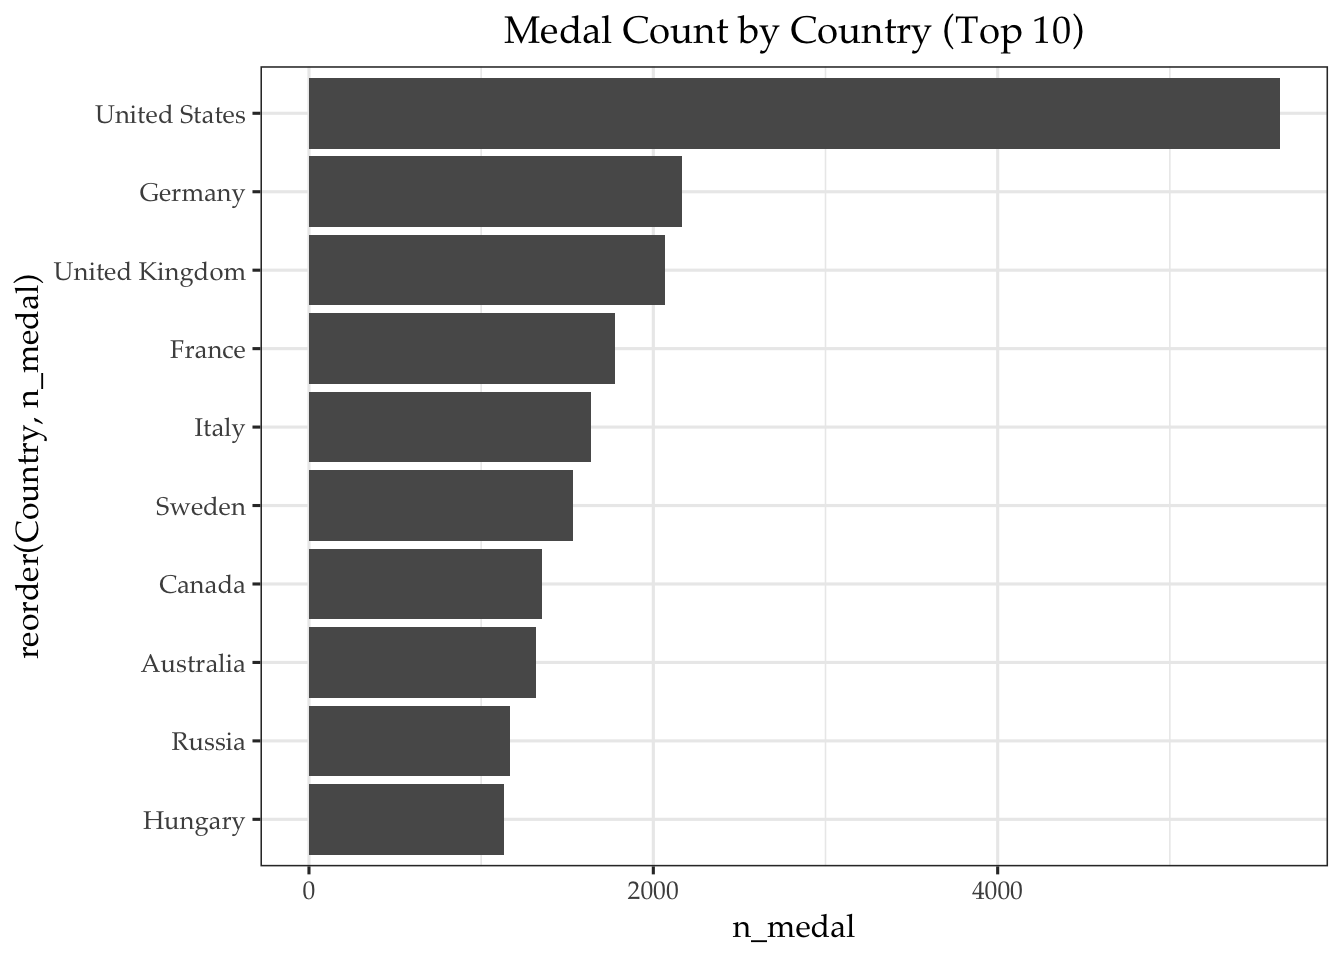 Medal Count by Country (Top 10)
reorder(Country, n_medal)
United States
Germany
United Kingdom
France
Italy
Sweden
Canada
Australia
Russia
Hungary
0 2000 4000
n_medal